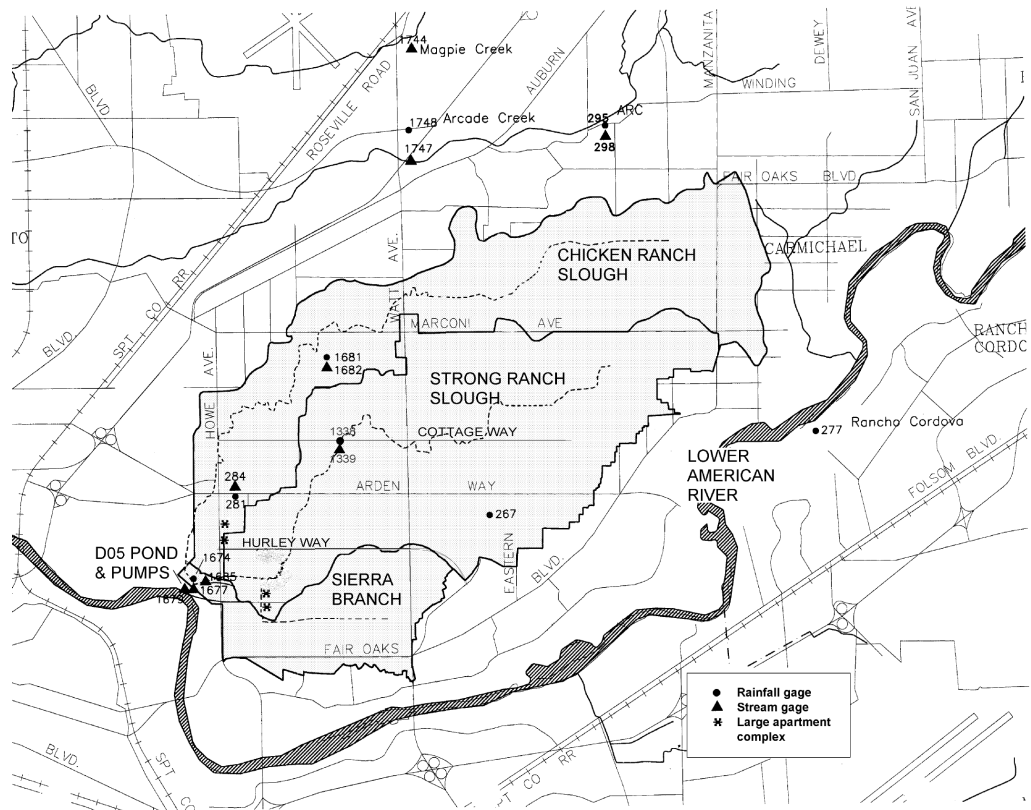 1744
Magpie Creek
BLVD
ROSEVILLE ROAD
AUBURN
MANZANITA
DEWEY
SAN JUAN AVE
WINDING
1748
Arcade Creek
295
ARC
298
1747
FAIR OAKS BLVD
TO
CARMICHAEL
CHICKEN RANCH
SLOUGH
WATT AVE.
SPT CO RR
BLVD
MARCONI AVE
RANCH
CORDO
HOWE AVE.
1681
1682
STRONG RANCH
SLOUGH
1339
COTTAGE WAY
277
Rancho Cordova
LOWER
AMERICAN
RIVER
FOLSOM BLVD.
284
281
ARDEN WAY
267
HURLEY WAY
EASTERN
BLVD.
D05 POND
& PUMPS
1674
1677
SIERRA
BRANCH
FAIR OAKS
Rainfall gage
Stream gage
Large apartment
complex
BLVD.
SPT
CO
PT CO RR